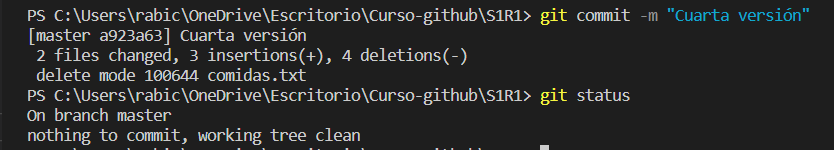 PS C:\Users\rabic\OneDrive\Escritorio\Curso-github\S1R1> git commit -m "Cuarta versión"
[master a923a63] Cuarta versión
 2 files changed, 3 insertions(+), 4 deletions(-)
 delete mode 100644 comidas.txt
PS C:\Users\rabic\OneDrive\Escritorio\Curso-github\S1R1> git status
On branch master
nothing to commit, working tree clean